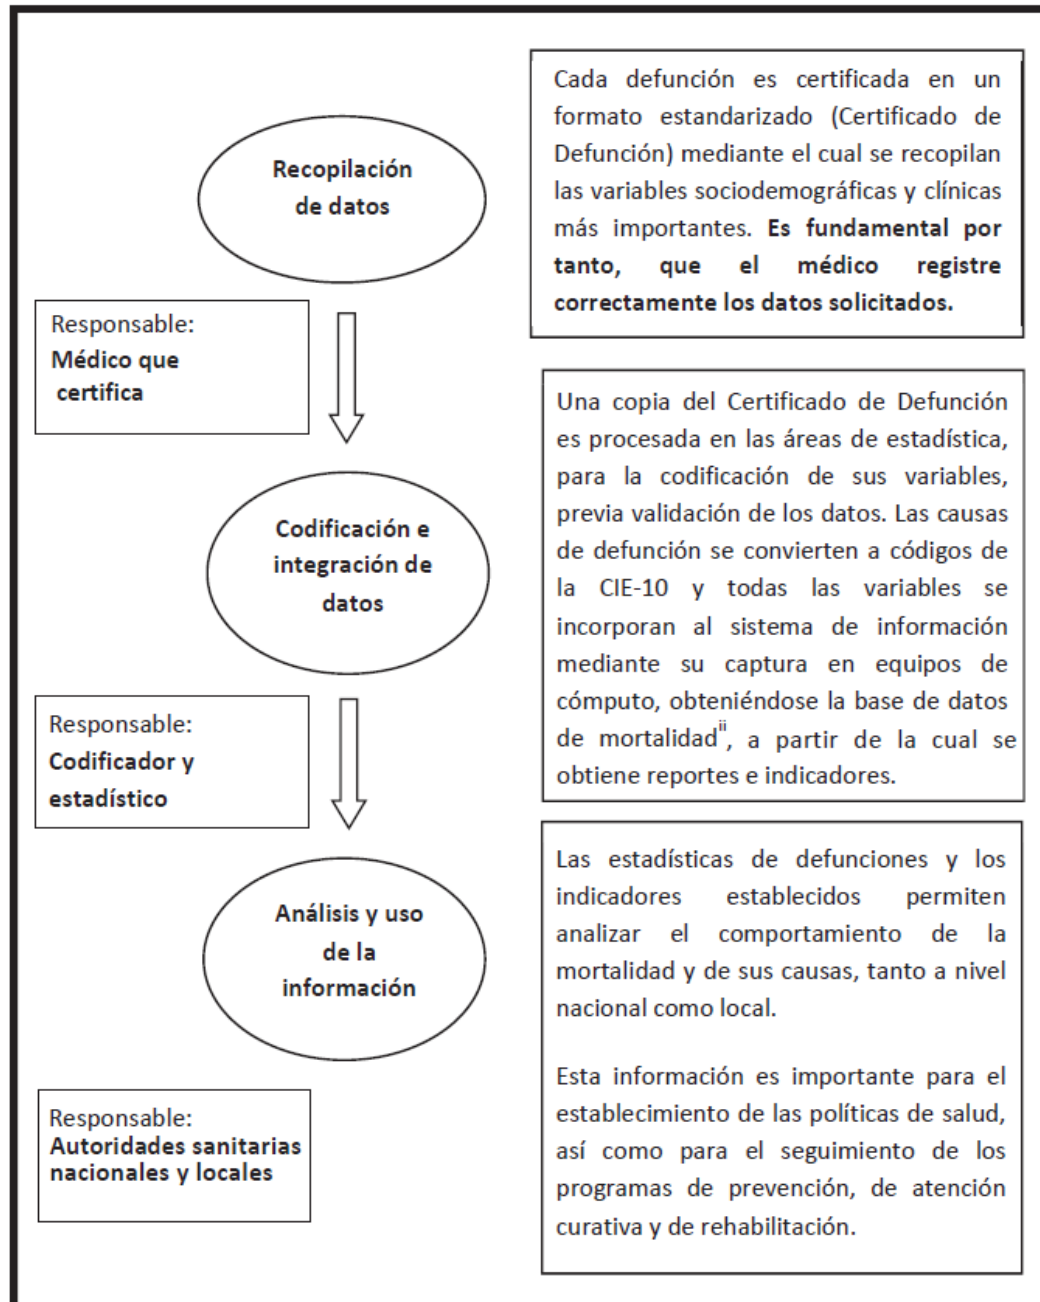 Recopilación
de datos
Cada defunción es certificada en un
formato estandarizado (Certificado de
Defunción) mediante el cual se recopilan
las variables sociodemográficas y clínicas
más importantes. Es fundamental por
tanto, que el médico registre
correctamente los datos solicitados.
Responsable:
Médico que
certifica
Codificación e
integración de
datos
Una copia del Certificado de Defunción
es procesada en las áreas de estadística,
para la codificación de sus variables,
previa validación de los datos. Las causas
de defunción se convierten a códigos de
la CIE-10 y todas las variables se
incorporan al sistema de información
mediante su captura en equipos de
cómputo, obteniéndose la base de datos
de mortalidadii, a partir de la cual se
obtiene reportes e indicadores.
Responsable:
Codificador y
estadístico
Análisis y uso
de la
información
Las estadísticas de defunciones y los
indicadores establecidos permiten
analizar el comportamiento de la
mortalidad y de sus causas, tanto a nivel
nacional como local.
Esta información es importante para el
establecimiento de las políticas de salud,
así como para el seguimiento de los
programas de prevención, de atención
curativa y de rehabilitación.
Responsable:
Autoridades sanitarias
nacionales y locales